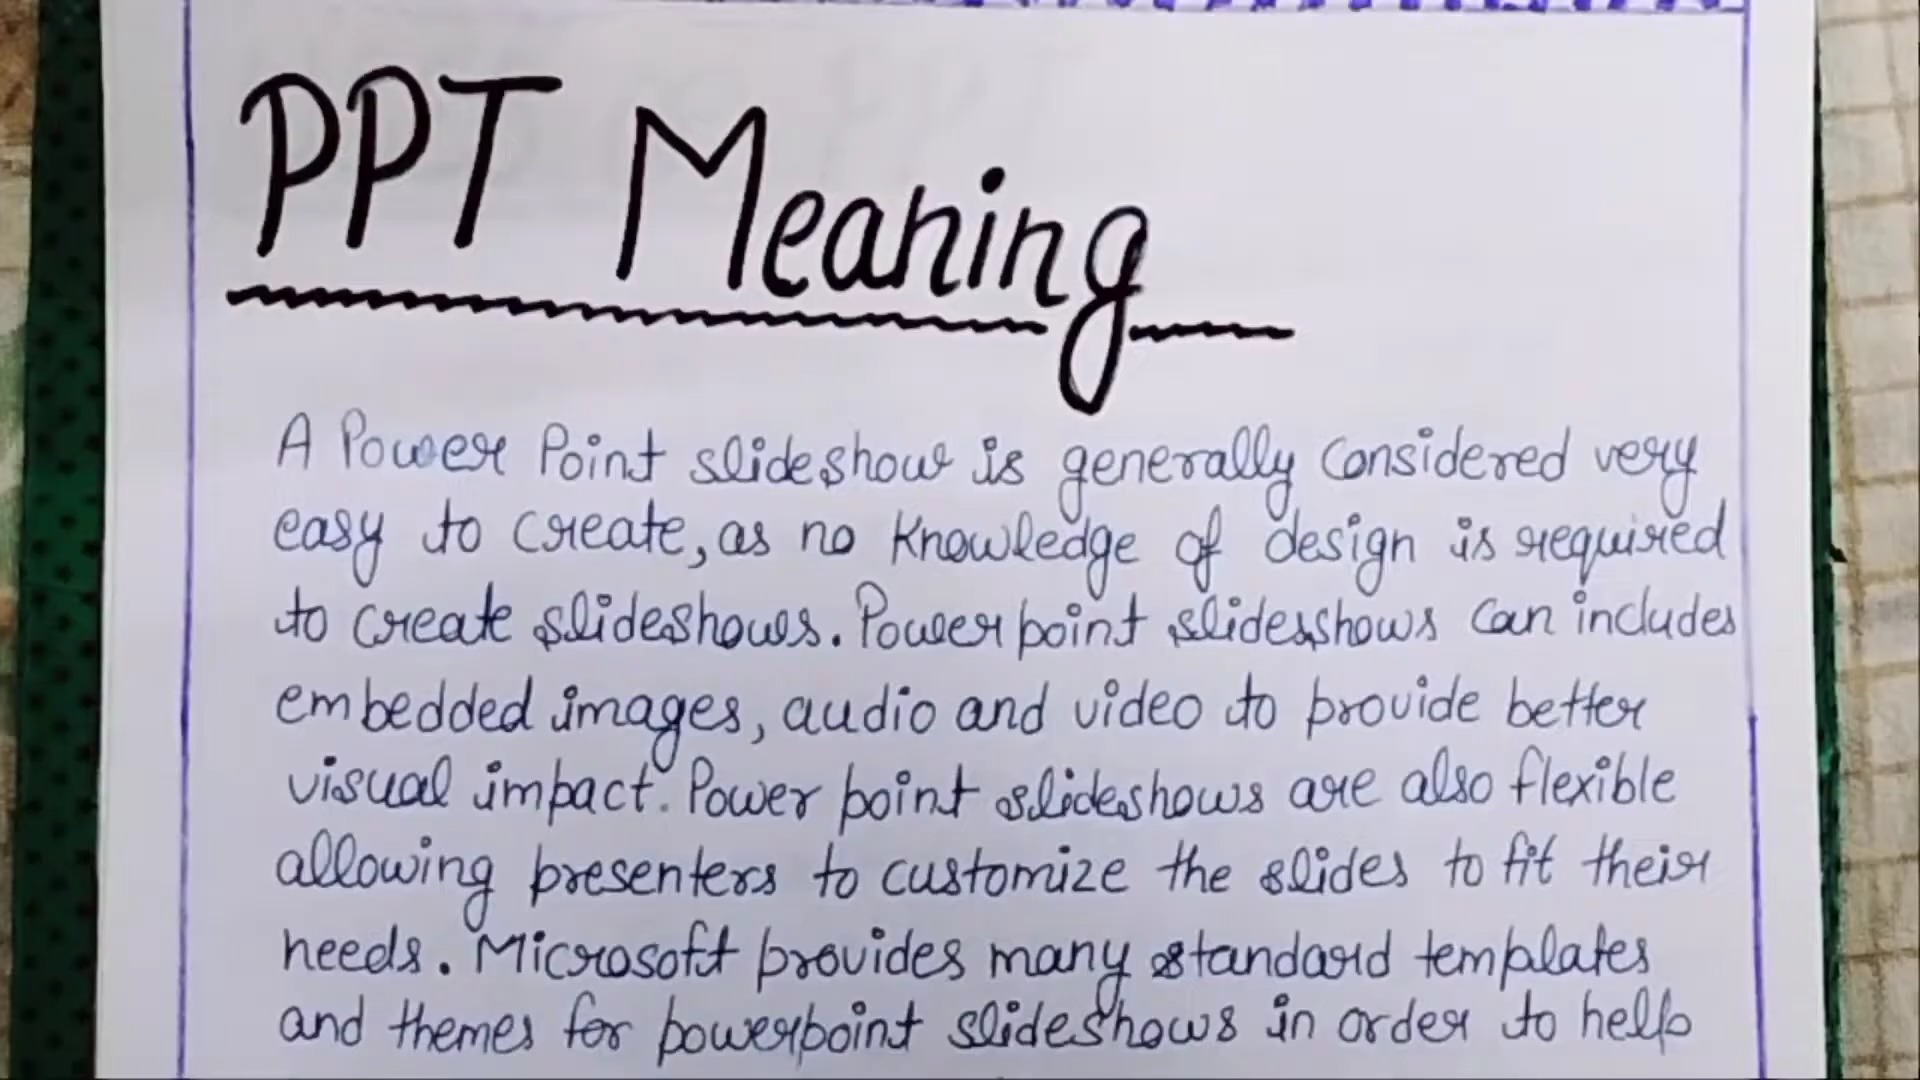 PPT Meaning
A Power Point slideshow is generally considered very
easy to create, as no knowledge of design is required
to create slideshows. Power point slidesshows can includes
embedded images, audio and video to provide better
visual impact. Power point slideshows are also flexible
allowing presenters to customize the slides to fit their
needs. Microsoft provides many standard templates
and themes for powerpoint slideshows in order to help